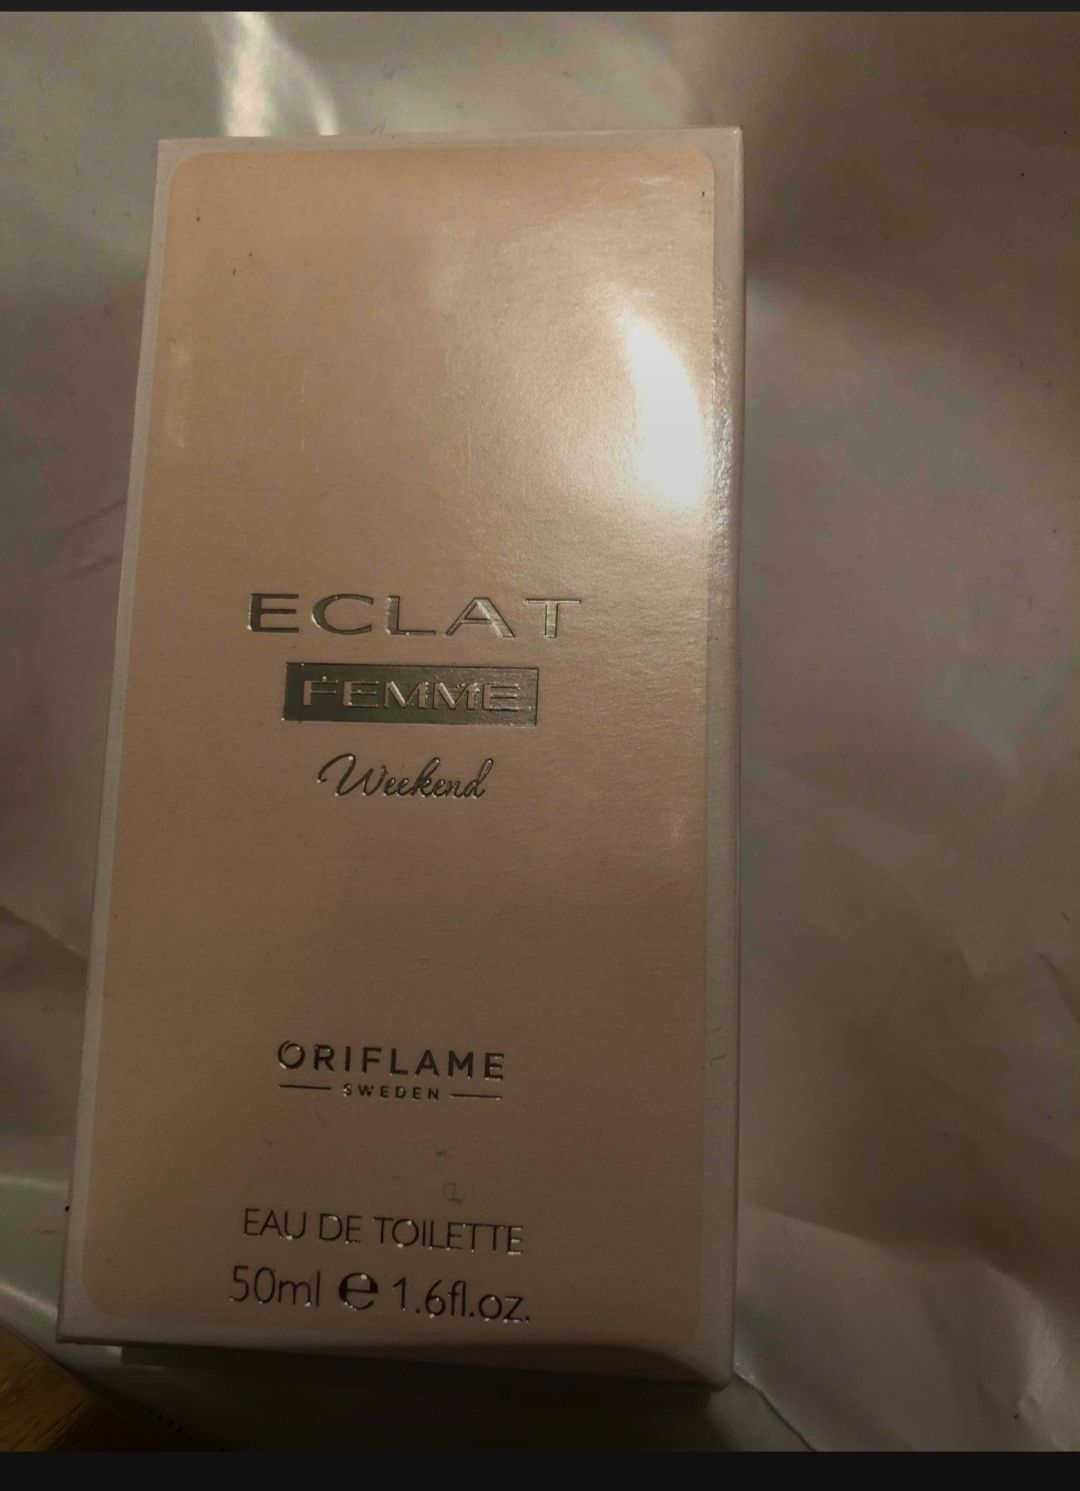 ECLAT
FEMME
Weekend
ORIFLAME
SWEDEN
EAU DE TOILETTE
50ml e 1.6fl.oz.